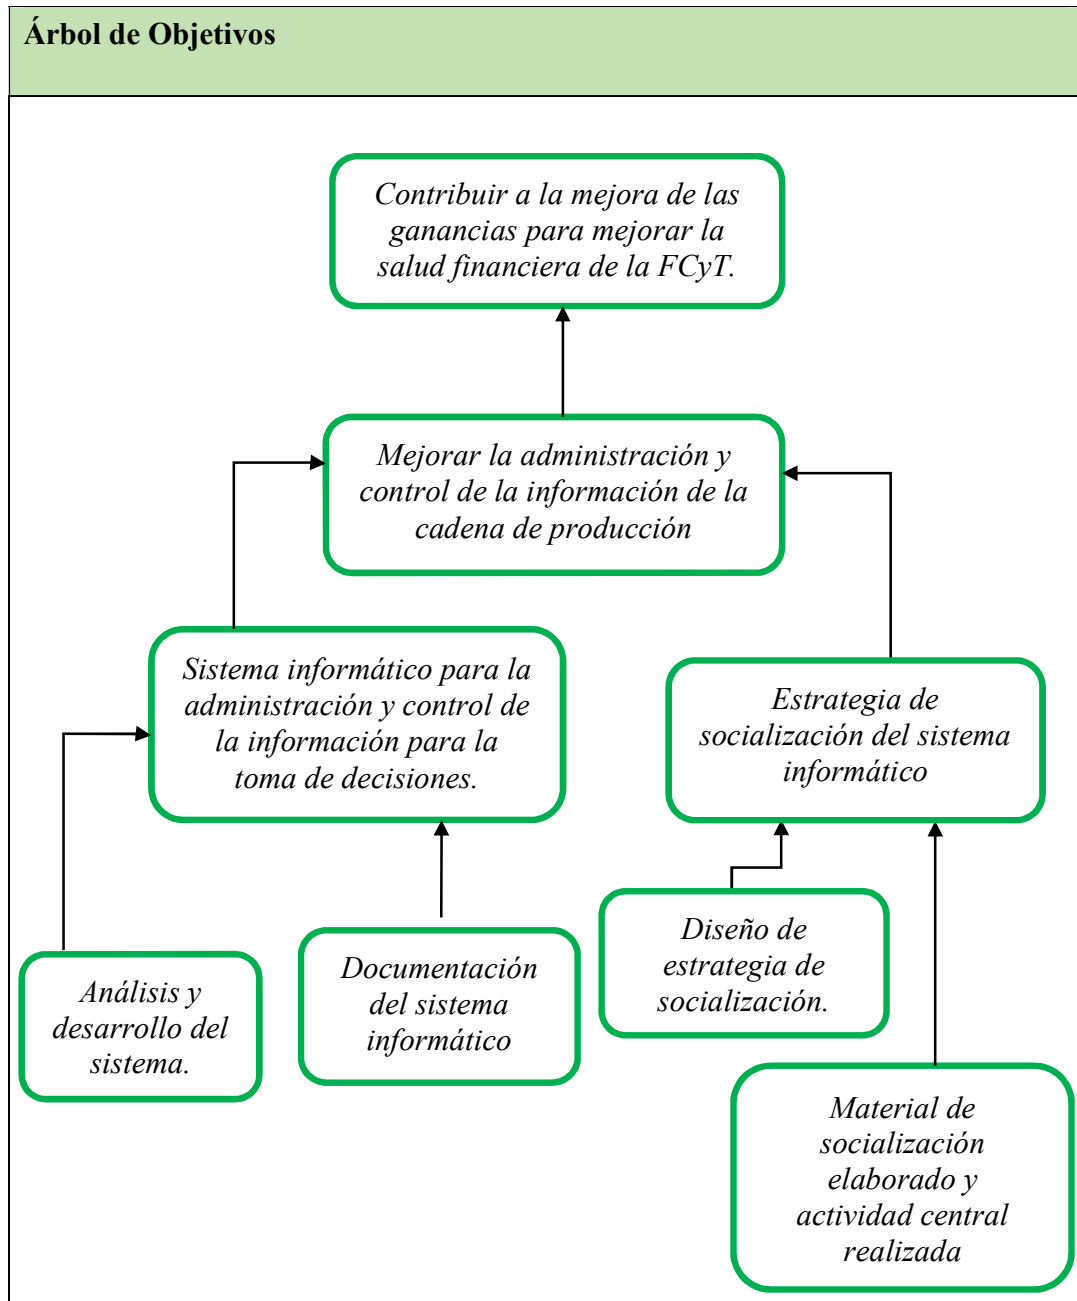 Árbol de Objetivos
Contribuir a la mejora de las
ganancias para mejorar la
salud financiera de la FCyT.
Mejorar la administración y
control de la información de la
cadena de producción
Sistema informático para la
administración y control de
la información para la
toma de decisiones.
Estrategia de
socialización del sistema
informático
Análisis y
desarrollo del
sistema.
Documentación
del sistema
informático
Diseño de
estrategia de
socialización.
Material de
socialización
elaborado y
actividad central
realizada